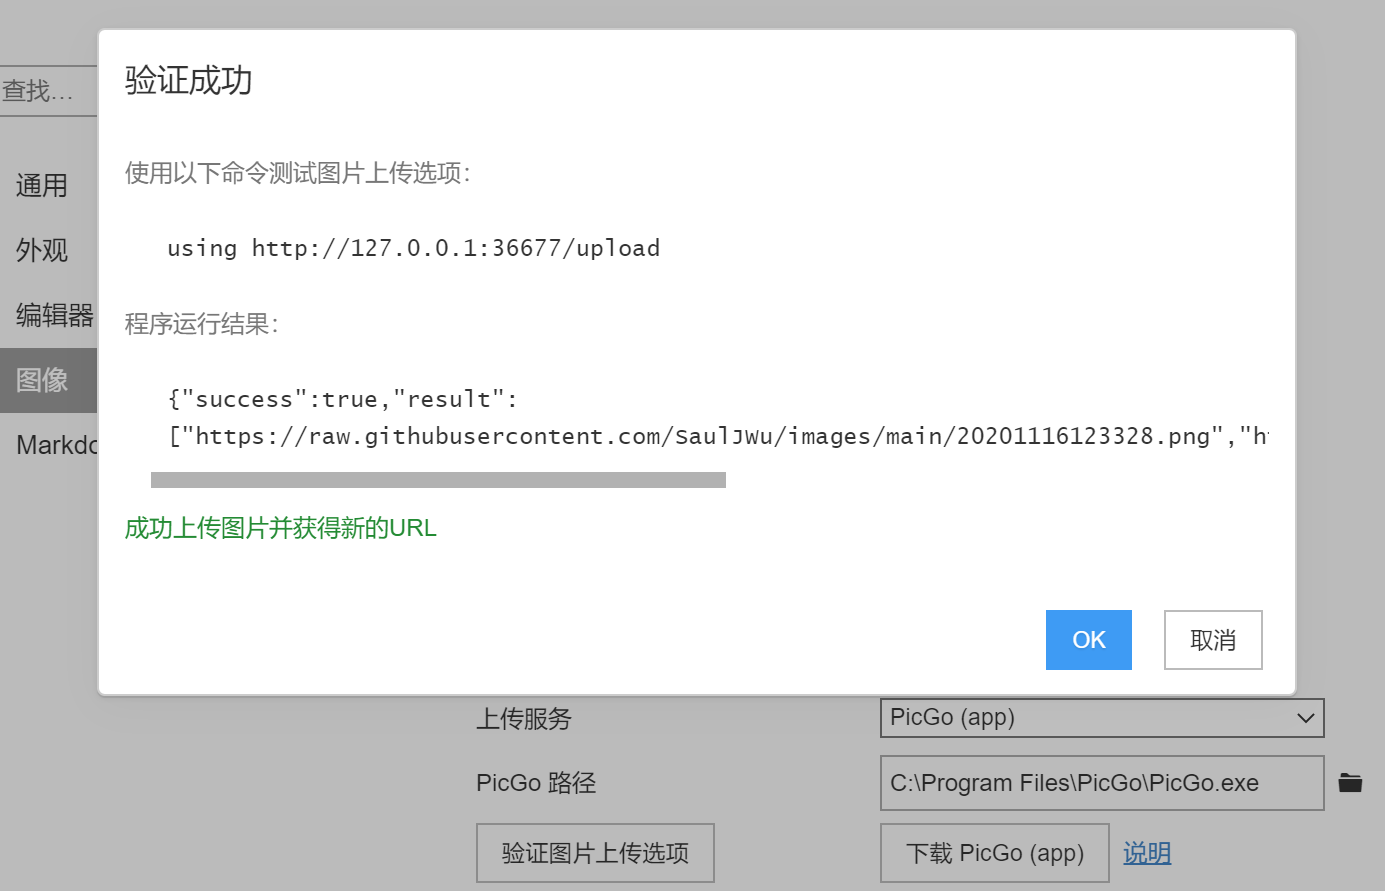 验证成功
查找…
使用以下命令测试图片上传选项:
通用
外观
using http://127.0.0.1:36677/upload
编辑器
程序运行结果:
图像
{"success":true,"result":
["https://raw.githubusercontent.com/SaulJWu/images/main/20201116123328.png","ht
Markdo
成功上传图片并获得新的URL
OK 取消
上传服务 PicGo (app)
PicGo 路径 C:\Program Files\PicGo\PicGo.exe
验证图片上传选项 下载 PicGo (app) 说明